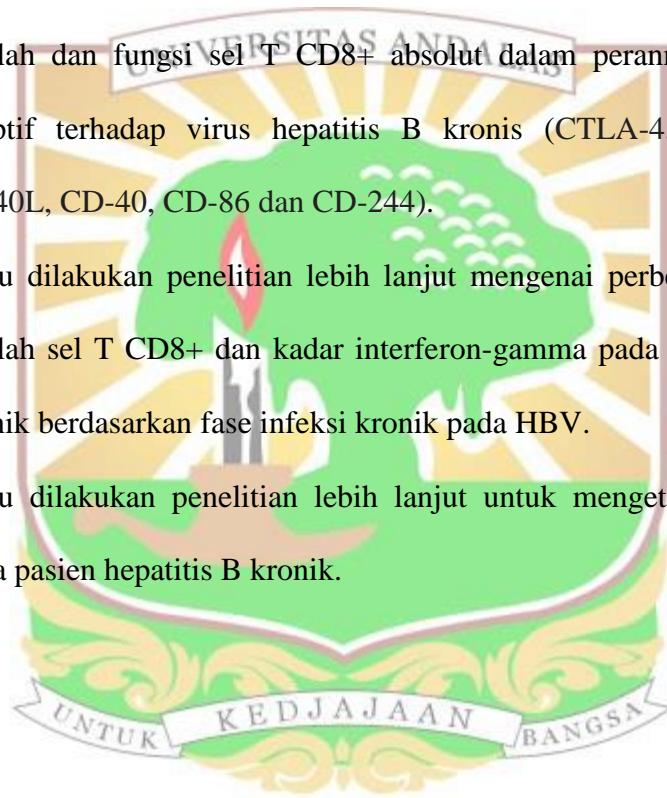 UNIVERSITAS ANDALAS
lah dan fungsi sel T CD8+ absolut dalam perann
ptif terhadap virus hepatitis B kronis (CTLA-4
40L, CD-40, CD-86 dan CD-244).
u dilakukan penelitian lebih lanjut mengenai perbe
lah sel T CD8+ dan kadar interferon-gamma pada
nik berdasarkan fase infeksi kronik pada HBV.
u dilakukan penelitian lebih lanjut untuk menget
a pasien hepatitis B kronik.
UNTUK KEDJAJAAN BANGSA